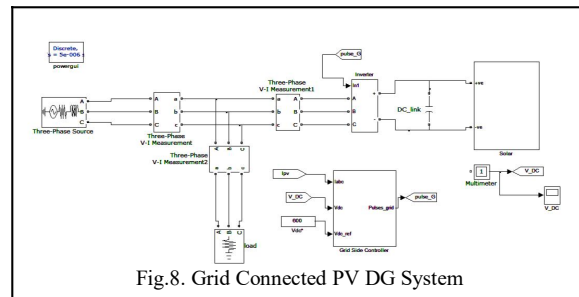 Discrete,
= 5e-006
powergui
pulse_G
Inverter
In1
Three-Phase
V-I Measurement1
A
B
C
A
B
C
a
b
c
a
b
c
A
B
C
A
B
C
+
-
DC_link
+ve
-ve
Solar
Three-Phase Source
Three-Phase
V-I Measurement
Three-Phase
V-I Measurement2
A
B
C
a
b
c
A
B
C
load
Ipv
V_DC
600
Vdc*
Iabc
Vdc
Vdc_ref
Pulses_grid
Grid Side Controller
pulse_G
1
Multimeter
V_DC
V_DC
Fig.8. Grid Connected PV DG System